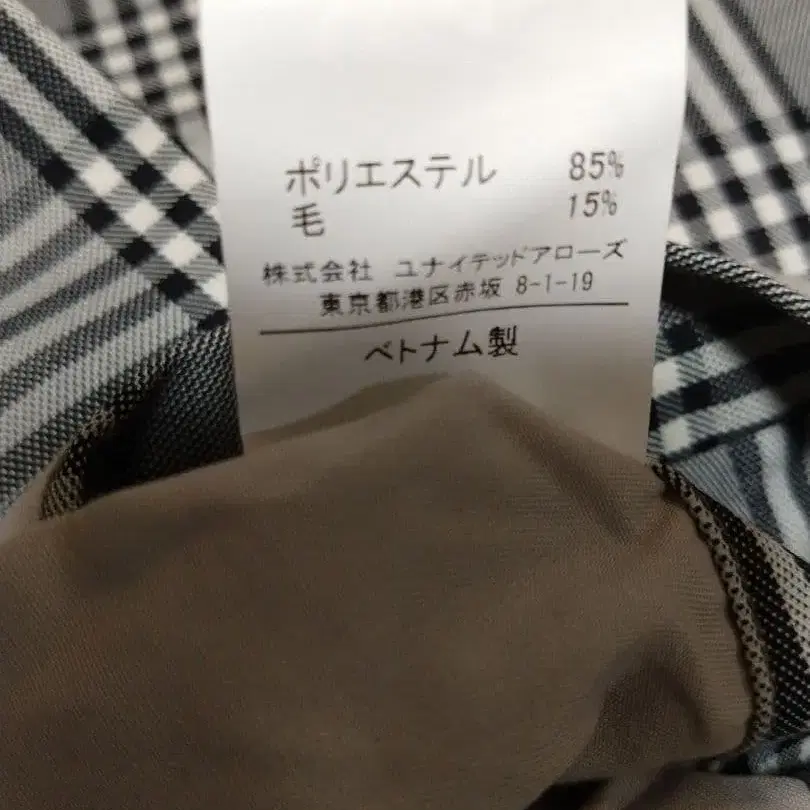 ポリエステル 85%
毛 15%
株式会社 ユナイテッドアローズ
東京都港区赤坂 8-1-19
ベトナム製